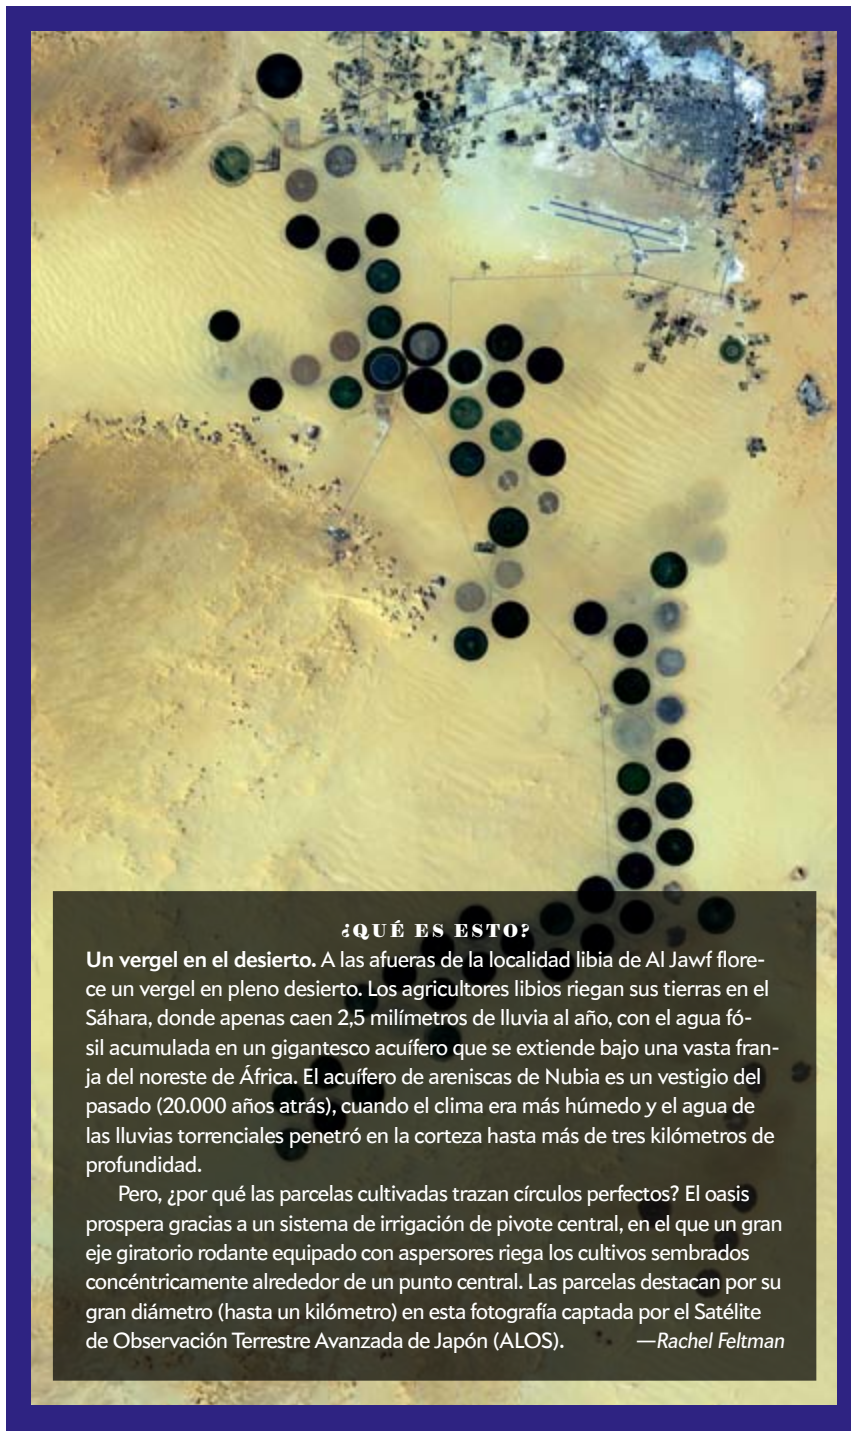 ¿QUÉ ES ESTO?
Un vergel en el desierto. A las afueras de la localidad libia de Al Jawf flore-
ce un vergel en pleno desierto. Los agricultores libios riegan sus tierras en el
Sáhara, donde apenas caen 2,5 milímetros de lluvia al año, con el agua fó-
sil acumulada en un gigantesco acuífero que se extiende bajo una vasta fran-
ja del noreste de África. El acuífero de areniscas de Nubia es un vestigio del
pasado (20.000 años atrás), cuando el clima era más húmedo y el agua de
las lluvias torrenciales penetró en la corteza hasta más de tres kilómetros de
profundidad.
Pero, ¿por qué las parcelas cultivadas trazan círculos perfectos? El oasis
prospera gracias a un sistema de irrigación de pivote central, en el que un gran
eje giratorio rodante equipado con aspersores riega los cultivos sembrados
concéntricamente alrededor de un punto central. Las parcelas destacan por su
gran diámetro (hasta un kilómetro) en esta fotografía captada por el Satélite
de Observación Terrestre Avanzada de Japón (ALOS). —Rachel Feltman